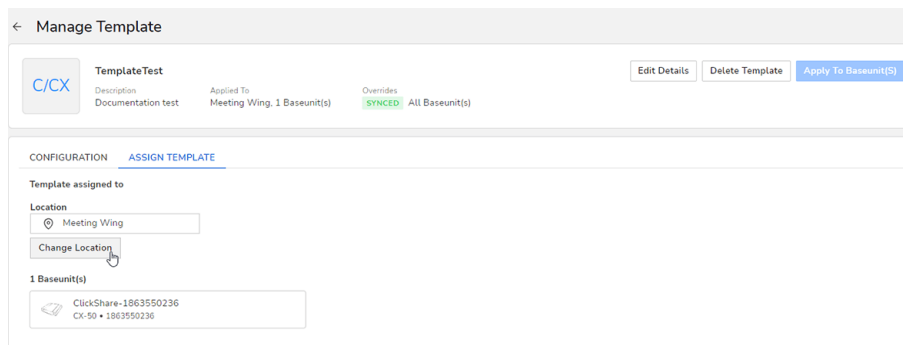 Manage Template
C/CX
TemplateTest
Edit Details
Delete Template
Apply To Baseunit(S)
Description
Applied To
Overrides
Documentation test
Meeting Wing, 1 Baseunit(s)
SYNCED All Baseunit(s)
CONFIGURATION
ASSIGN TEMPLATE
Template assigned to
Location
Meeting Wing
Change Location
1 Baseunit(s)
ClickShare-1863550236
CX-50 • 1863550236